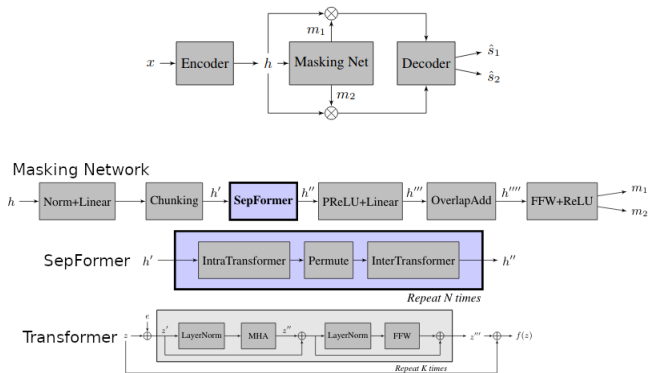 m₁
x Encoder h Masking Net Decoder ŝ₁
ŝ₂
m₂
Masking Network
h Norm+Linear Chunking h′ SepFormer h′′ PReLU+Linear h′′′ OverlapAdd h′′′′ FFW+ReLU m₁
m₂
SepFormer h′ IntraTransformer Permute InterTransformer h′′
Repeat N times
e
Transformer z z′ LayerNorm MHA z′′ LayerNorm FFW z′′′ f(z)
Repeat K times